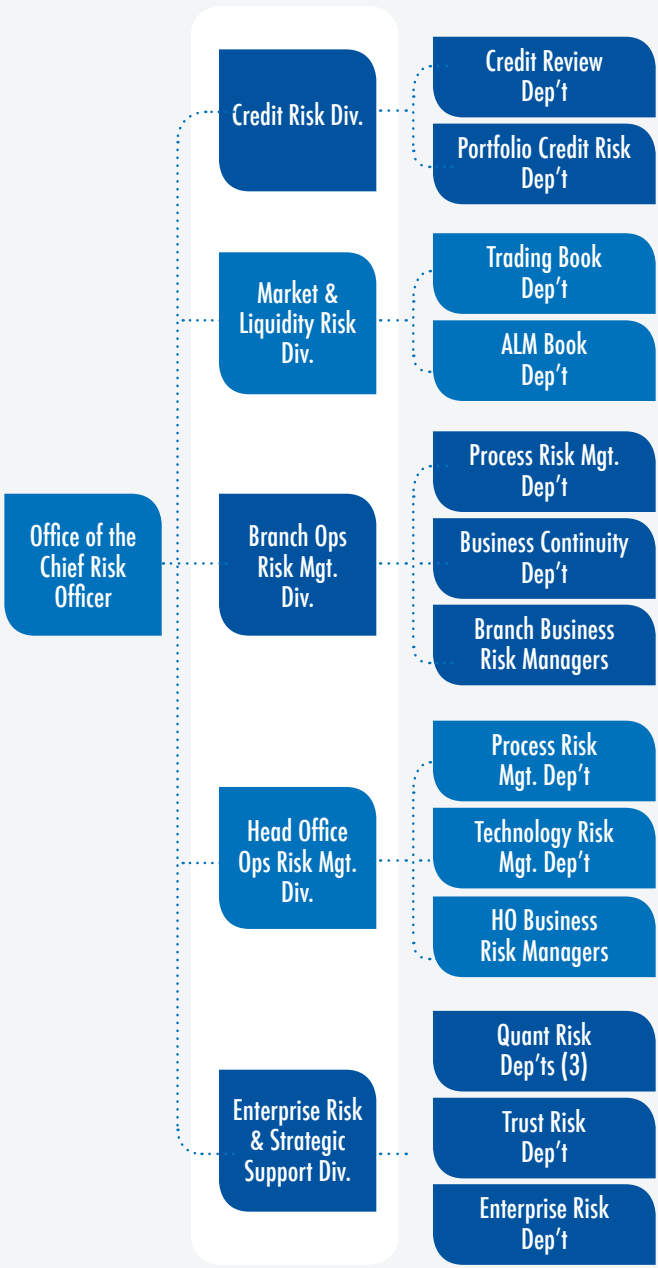 Office of the
Chief Risk
Officer
Credit Risk Div.
Credit Review
Dep't
Portfolio Credit Risk
Dep't
Market &
Liquidity Risk
Div.
Trading Book
Dep't
ALM Book
Dep't
Branch Ops
Risk Mgt.
Div.
Process Risk Mgt.
Dep't
Business Continuity
Dep't
Branch Business
Risk Managers
Head Office
Ops Risk Mgt.
Div.
Process Risk
Mgt. Dep't
Technology Risk
Mgt. Dep't
HO Business
Risk Managers
Enterprise Risk
& Strategic
Support Div.
Quant Risk
Dep'ts (3)
Trust Risk
Dep't
Enterprise Risk
Dep't